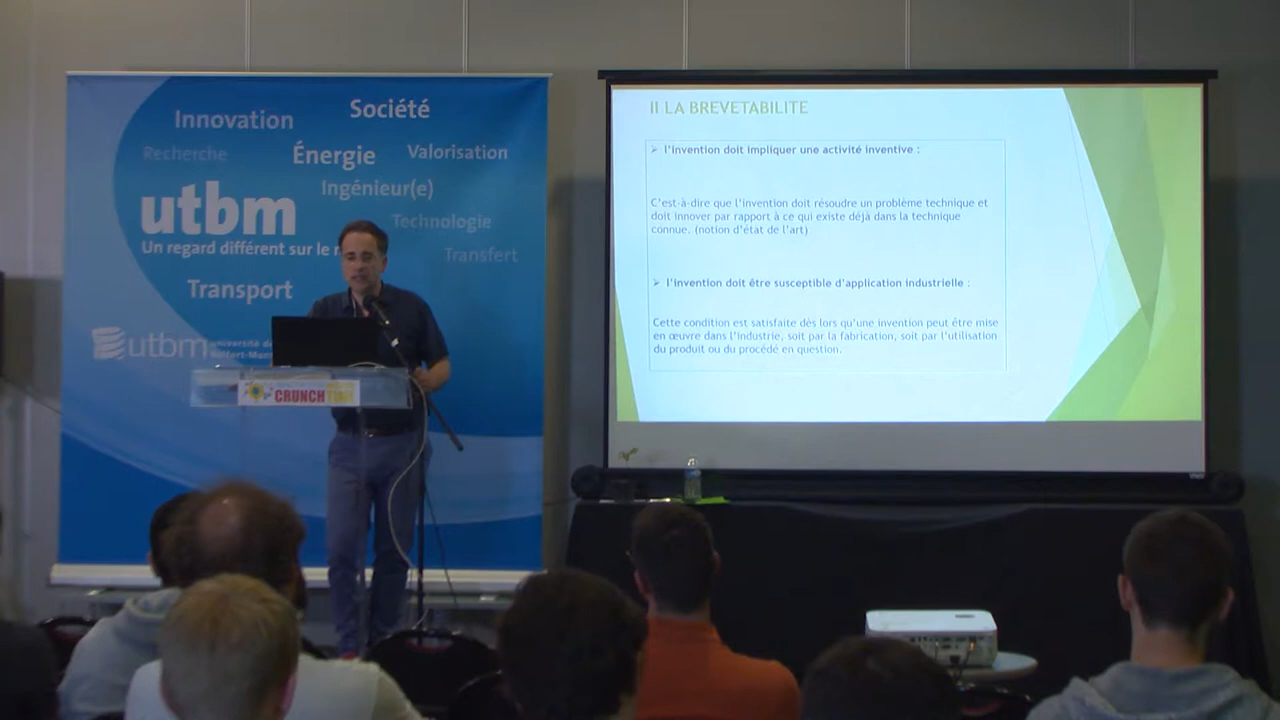 Innovation
Société
Recherche
Énergie
Valorisation
Ingénieur(e)
utbm
Technologie
Un regard différent sur le
Transfert
Transport
utbm
université de
CRUNCH
II LA BREVETABILITE
➢ l'invention doit impliquer une activité inventive :
C'est-à-dire que l'invention doit résoudre un problème technique et
doit innover par rapport à ce qui existe déjà dans la technique
connue. (notion d'état de l'art)
➢ l'invention doit être susceptible d'application industrielle :
Cette condition est satisfaite dès lors qu'une invention peut être mise
en œuvre dans l'industrie, soit par la fabrication, soit par l'utilisation
du produit ou du procédé en question.